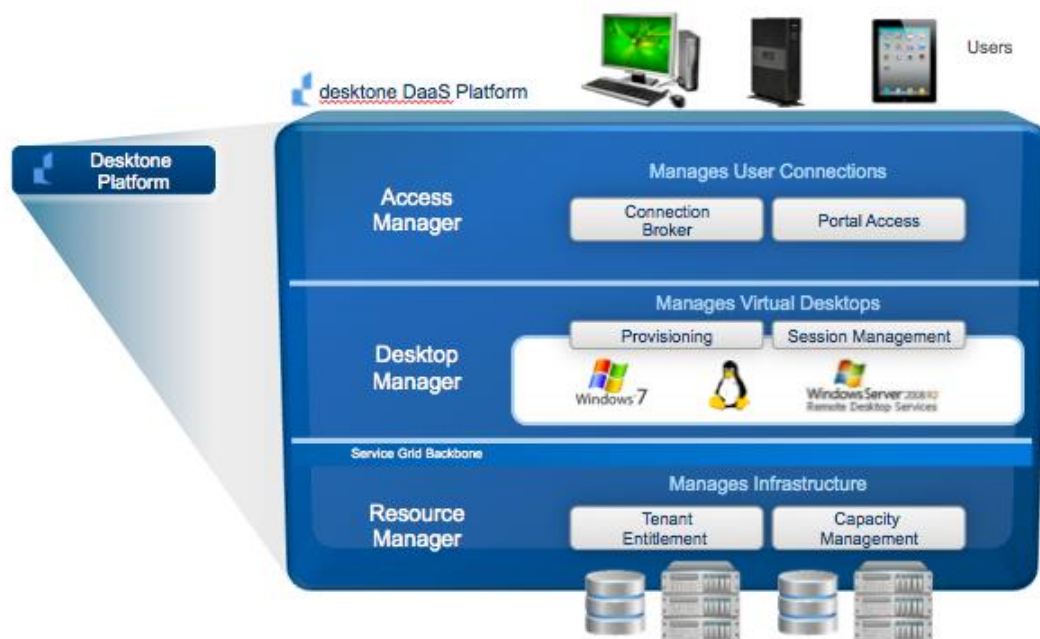 Users
desktone DaaS Platform
Desktone
Platform
Access
Manager
Manages User Connections
Connection
Broker
Portal Access
Desktop
Manager
Manages Virtual Desktops
Provisioning
Session Management
Windows 7
Windows Server 2008 R2
Remote Desktop Services
Service Grid Backbone
Resource
Manager
Manages Infrastructure
Tenant
Entitlement
Capacity
Management